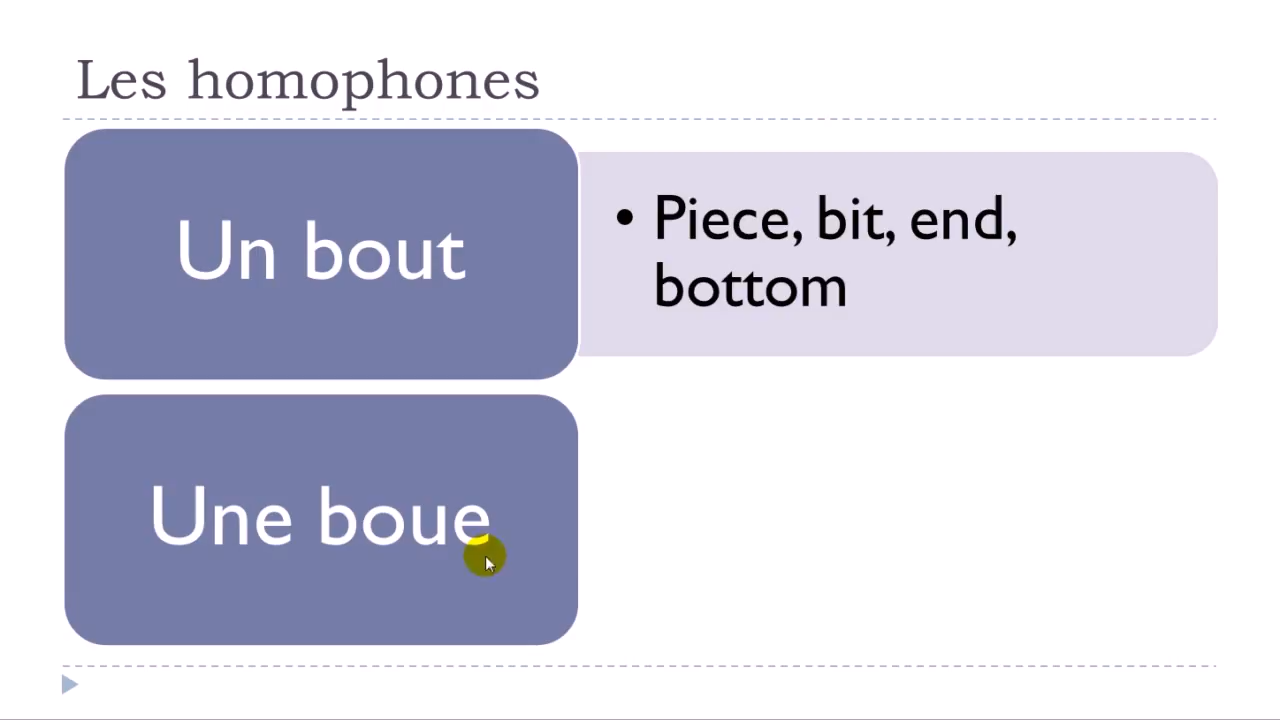 Les homophones
Un bout
• Piece, bit, end,
bottom
Une boue